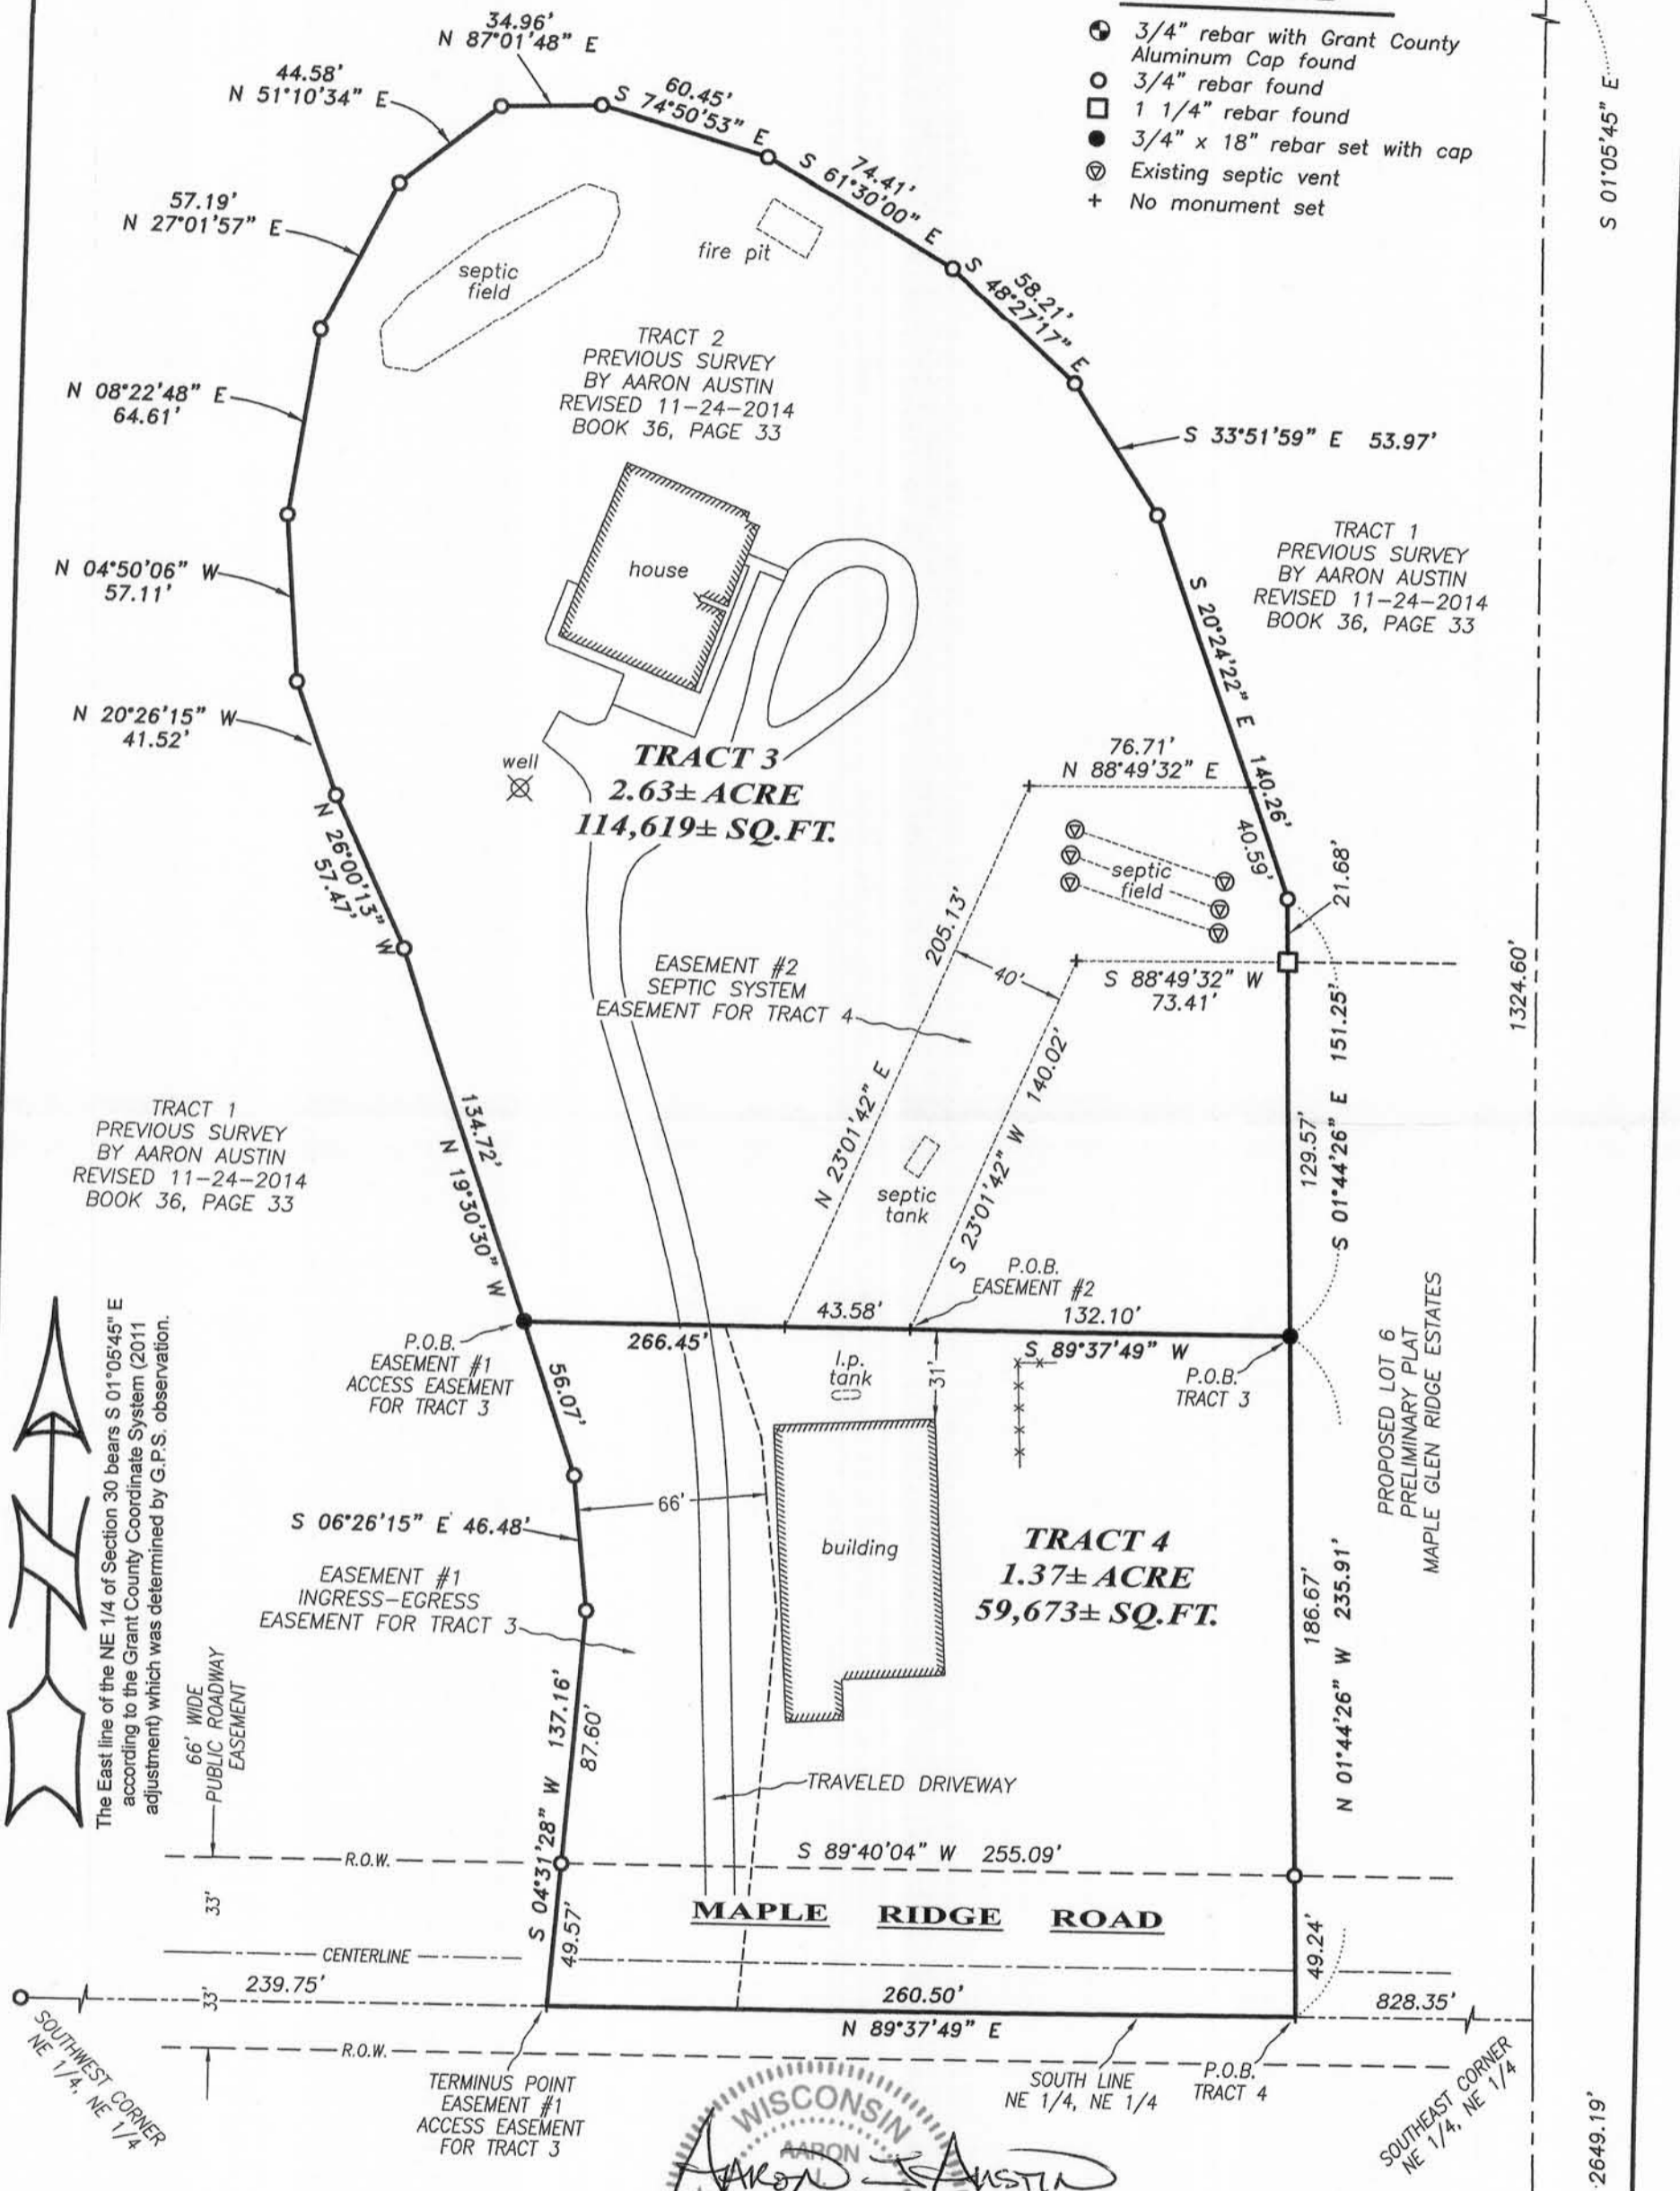 3/4" rebar with Grant County
Aluminum Cap found
3/4" rebar found
1 1/4" rebar found
3/4" x 18" rebar set with cap
Existing septic vent
+ No monument set
34.96'
N 87°01'48" E
44.58'
N 51°10'34" E
60.45'
S 74°50'53" E
74.41'
S 61°30'00" E
57.19'
N 27°01'57" E
58.21'
S 48°27'17" E
septic
field
fire pit
TRACT 2
PREVIOUS SURVEY
BY AARON AUSTIN
REVISED 11-24-2014
BOOK 36, PAGE 33
N 08°22'48" E
64.61'
S 33°51'59" E 53.97'
S 01°05'45" E
TRACT 1
PREVIOUS SURVEY
BY AARON AUSTIN
REVISED 11-24-2014
BOOK 36, PAGE 33
house
N 04°50'06" W
57.11'
S 20°24'22" E 140.26'
N 20°26'15" W
41.52'
well
TRACT 3
2.63± ACRE
114,619± SQ.FT.
76.71'
N 88°49'32" E
40.59'
21.68'
N 26°00'13" W
57.47'
septic
field
205.13'
40'
EASEMENT #2
SEPTIC SYSTEM
EASEMENT FOR TRACT 4
S 88°49'32" W
73.41'
1324.60'
N 23°01'42" E
S 23°01'42" W 140.02'
septic
tank
129.57'
S 01°44'26" E 151.25'
TRACT 1
PREVIOUS SURVEY
BY AARON AUSTIN
REVISED 11-24-2014
BOOK 36, PAGE 33
134.72'
N 19°30'30" W
P.O.B.
EASEMENT #2
43.58'
132.10'
266.45'
S 89°37'49" W
P.O.B.
EASEMENT #1
ACCESS EASEMENT
FOR TRACT 3
56.07'
l.p.
tank
31'
P.O.B.
TRACT 3
PROPOSED LOT 6
PRELIMINARY PLAT
MAPLE GLEN RIDGE ESTATES
The East line of the NE 1/4 of Section 30 bears S 01°05'45" E
according to the Grant County Coordinate System (2011
adjustment) which was determined by G.P.S. observation.
66'
S 06°26'15" E 46.48'
building
TRACT 4
1.37± ACRE
59,673± SQ.FT.
EASEMENT #1
INGRESS-EGRESS
EASEMENT FOR TRACT 3
186.67'
N 01°44'26" W 235.91'
66' WIDE
PUBLIC ROADWAY
EASEMENT
S 04°31'28" W 137.16'
87.60'
TRAVELED DRIVEWAY
R.O.W.
S 89°40'04" W 255.09'
33'
49.57'
MAPLE RIDGE ROAD
49.24'
CENTERLINE
33'
239.75'
260.50'
828.35'
N 89°37'49" E
SOUTHWEST CORNER
NE 1/4, NE 1/4
R.O.W.
TERMINUS POINT
EASEMENT #1
ACCESS EASEMENT
FOR TRACT 3
SOUTH LINE
NE 1/4, NE 1/4
P.O.B.
TRACT 4
SOUTHEAST CORNER
NE 1/4, NE 1/4
2649.19'
WISCONSIN
AARON
J.
AARON J AUSTIN